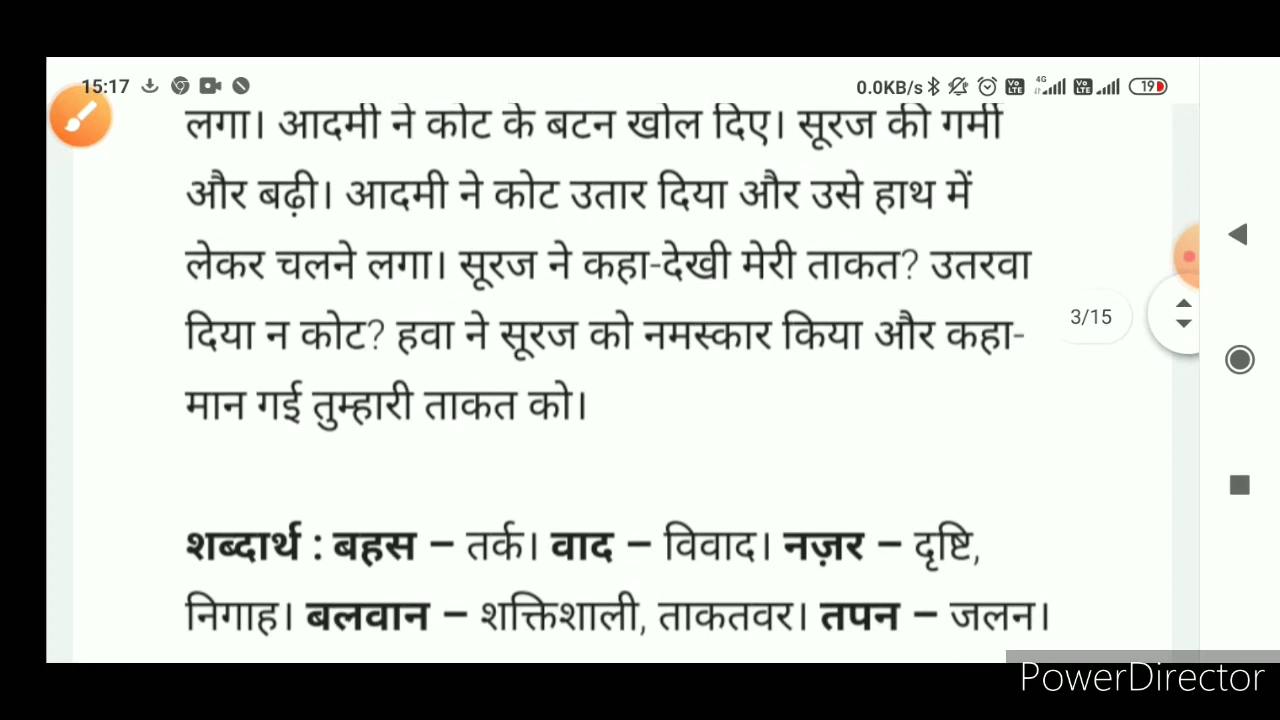 15:17 0.0KB/s 4G 19
लगा। आदमी ने कोट के बटन खोल दिए। सूरज की गर्मी
और बढ़ी। आदमी ने कोट उतार दिया और उसे हाथ में
लेकर चलने लगा। सूरज ने कहा-देखी मेरी ताकत? उतरवा
दिया न कोट? हवा ने सूरज को नमस्कार किया और कहा-
मान गई तुम्हारी ताकत को।
3/15
शब्दार्थ : बहस – तर्क। वाद – विवाद। नज़र – दृष्टि,
निगाह। बलवान – शक्तिशाली, ताकतवर। तपन – जलन।
PowerDirector